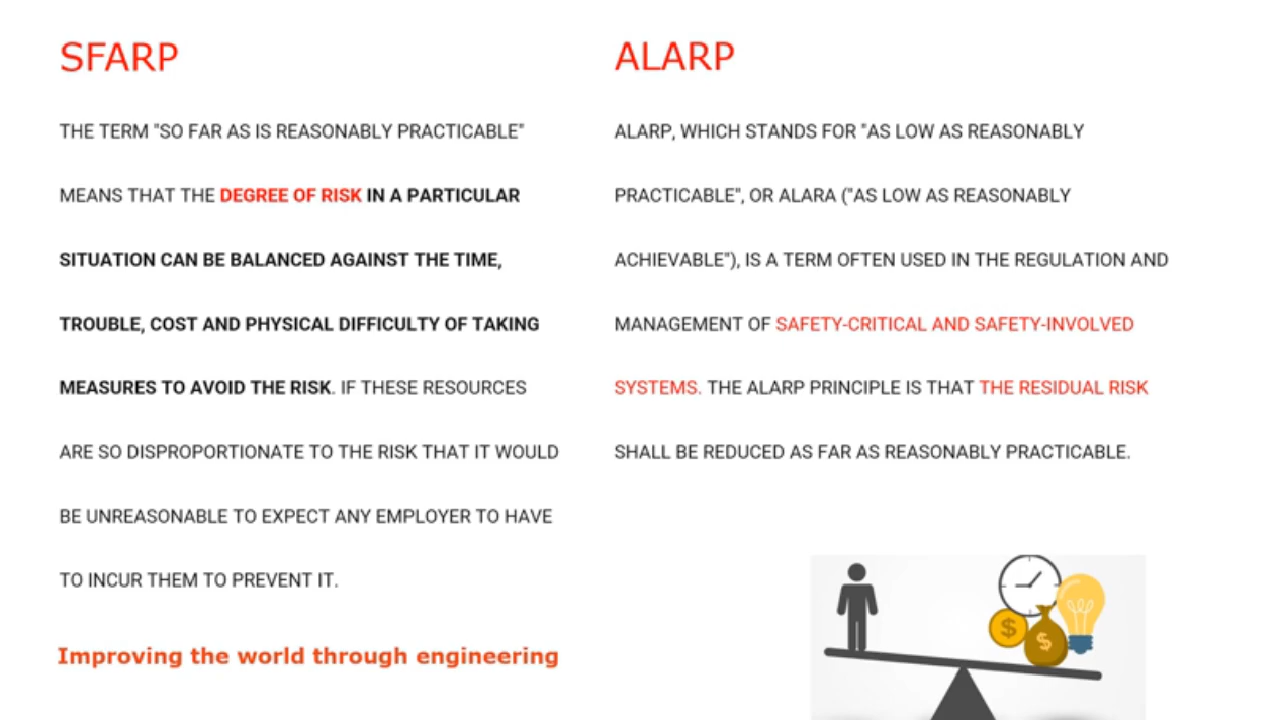 SFARP
THE TERM "SO FAR AS IS REASONABLY PRACTICABLE"
MEANS THAT THE DEGREE OF RISK IN A PARTICULAR
SITUATION CAN BE BALANCED AGAINST THE TIME,
TROUBLE, COST AND PHYSICAL DIFFICULTY OF TAKING
MEASURES TO AVOID THE RISK. IF THESE RESOURCES
ARE SO DISPROPORTIONATE TO THE RISK THAT IT WOULD
BE UNREASONABLE TO EXPECT ANY EMPLOYER TO HAVE
TO INCUR THEM TO PREVENT IT.
Improving the world through engineering
ALARP
ALARP, WHICH STANDS FOR "AS LOW AS REASONABLY
PRACTICABLE", OR ALARA ("AS LOW AS REASONABLY
ACHIEVABLE"), IS A TERM OFTEN USED IN THE REGULATION AND
MANAGEMENT OF SAFETY-CRITICAL AND SAFETY-INVOLVED
SYSTEMS. THE ALARP PRINCIPLE IS THAT THE RESIDUAL RISK
SHALL BE REDUCED AS FAR AS REASONABLY PRACTICABLE.
$
$